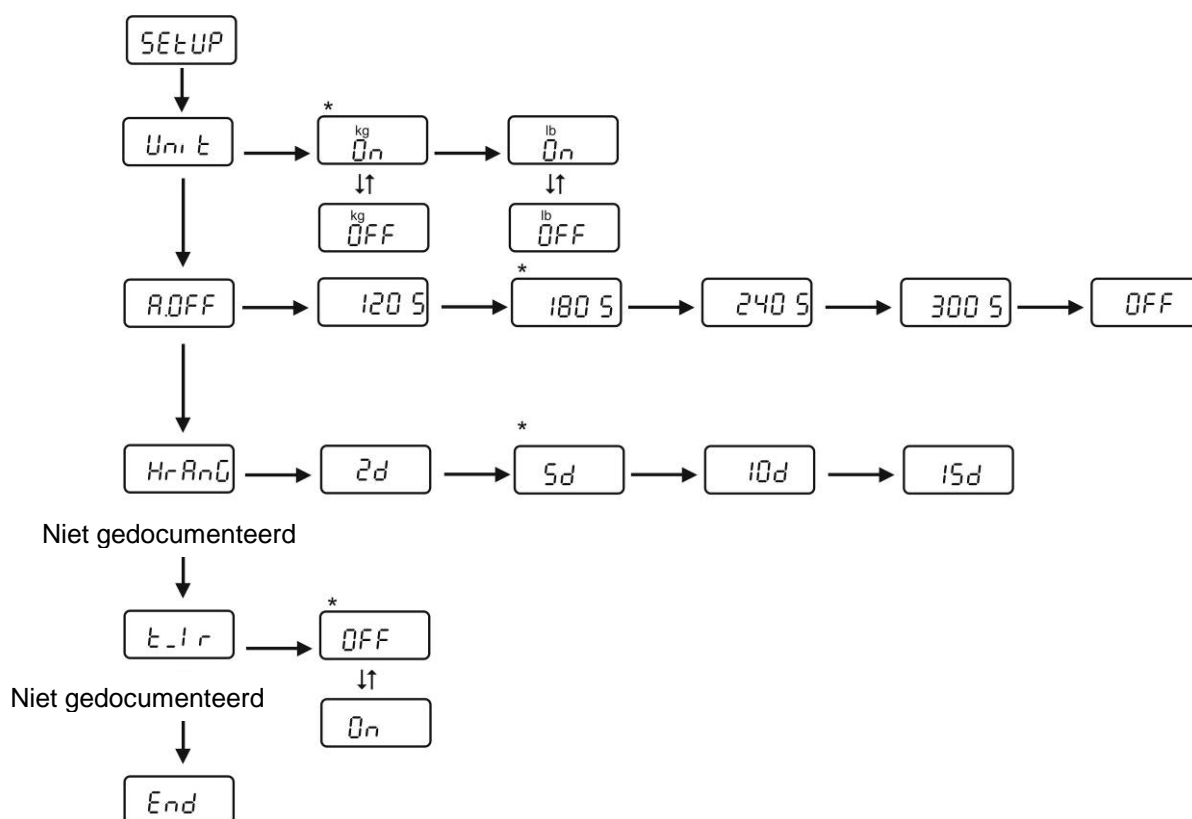 SEtUP
*
Unit
kg
On
lb
On
kg
OFF
lb
OFF
*
A.OFF
120 S
180 S
240 S
300 S
OFF
*
HrAnG
2d
5d
10d
15d
Niet gedocumenteerd
*
t_Ir
OFF
Niet gedocumenteerd
On
End